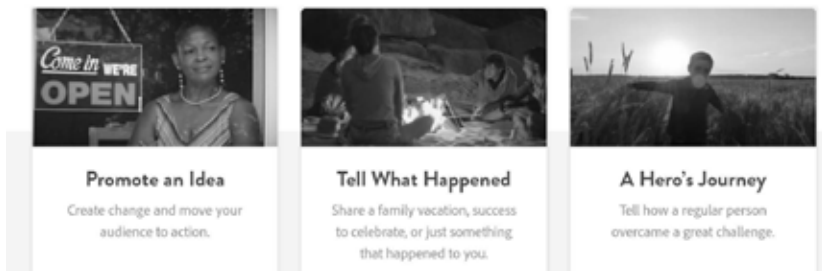 Come in WE'RE
OPEN
Promote an Idea
Create change and move your
audience to action.
Tell What Happened
Share a family vacation, success
to celebrate, or just something
that happened to you.
A Hero's Journey
Tell how a regular person
overcame a great challenge.